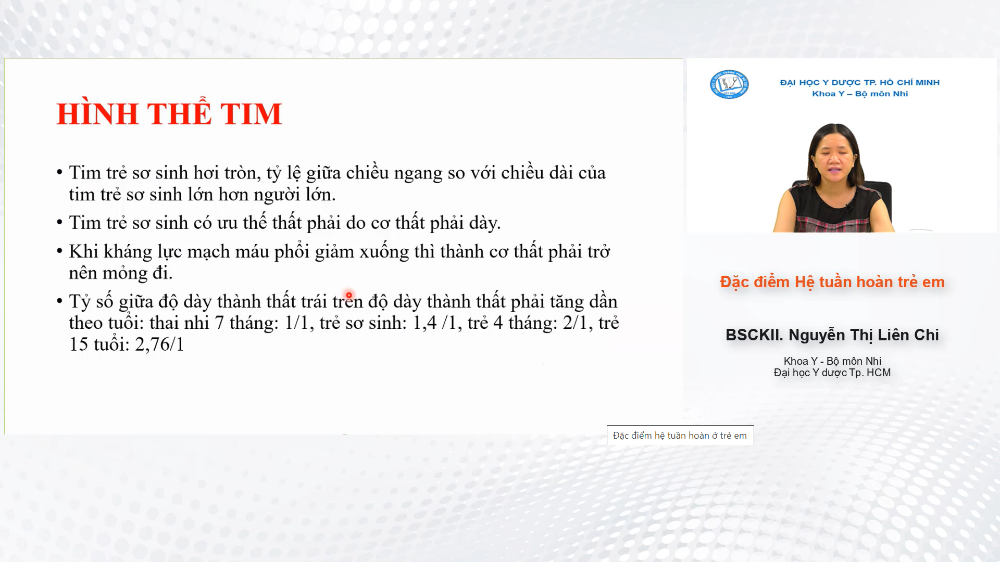 HÌNH THỂ TIM
• Tim trẻ sơ sinh hơi tròn, tỷ lệ giữa chiều ngang so với chiều dài của
tim trẻ sơ sinh lớn hơn người lớn.
• Tim trẻ sơ sinh có ưu thế thất phải do cơ thất phải dày.
• Khi kháng lực mạch máu phổi giảm xuống thì thành cơ thất phải trở
nên mỏng đi.
• Tỷ số giữa độ dày thành thất trái trên độ dày thành thất phải tăng dần
theo tuổi: thai nhi 7 tháng: 1/1, trẻ sơ sinh: 1,4 /1, trẻ 4 tháng: 2/1, trẻ
15 tuổi: 2,76/1
ĐẠI HỌC Y DƯỢC TP. HỒ CHÍ MINH
Khoa Y – Bộ môn Nhi
Đặc điểm Hệ tuần hoàn trẻ em
BSCKII. Nguyễn Thị Liên Chi
Khoa Y - Bộ môn Nhi
Đại học Y dược Tp. HCM
Đặc điểm hệ tuần hoàn ở trẻ em